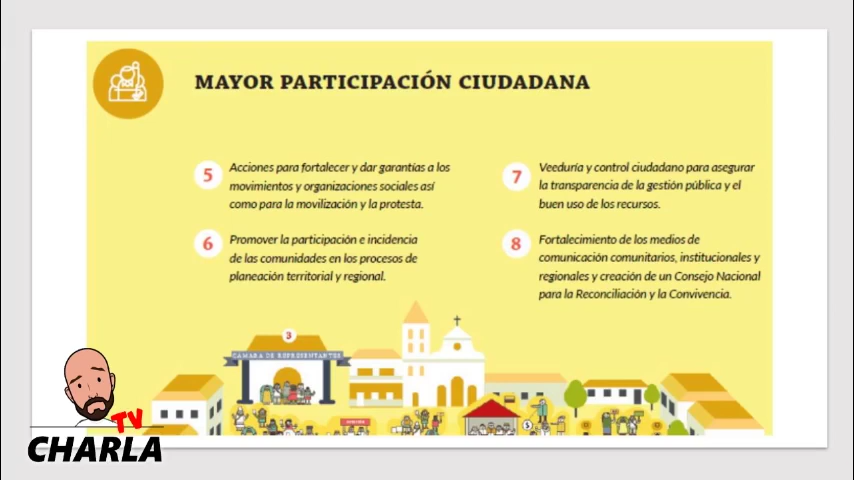 MAYOR PARTICIPACIÓN CIUDADANA
5
Acciones para fortalecer y dar garantías a los
movimientos y organizaciones sociales así
como para la movilización y la protesta.
6
Promover la participación e incidencia
de las comunidades en los procesos de
planeación territorial y regional.
7
Veeduría y control ciudadano para asegurar
la transparencia de la gestión pública y el
buen uso de los recursos.
8
Fortalecimiento de los medios de
comunicación comunitarios, institucionales y
regionales y creación de un Consejo Nacional
para la Reconciliación y la Convivencia.
3
CAMARA DE REPRESENTANTES
5
TV
CHARLA